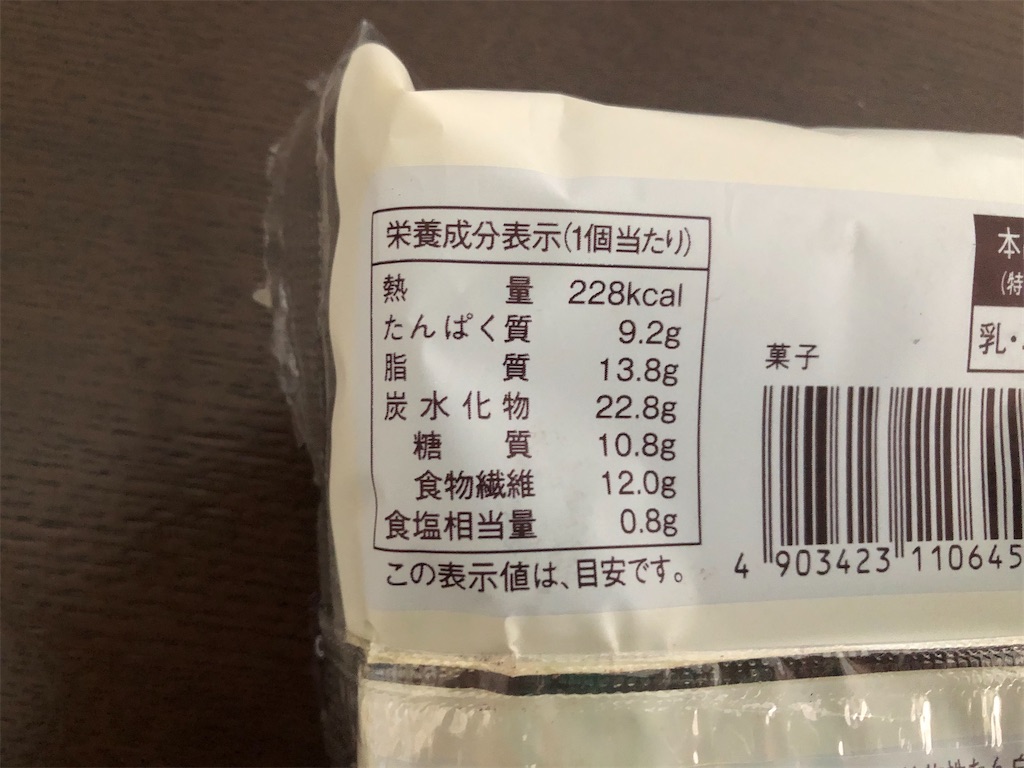 栄養成分表示(1個当たり)
熱量 228kcal
たんぱく質 9.2g
脂質 13.8g
炭水化物 22.8g
糖質 10.8g
食物繊維 12.0g
食塩相当量 0.8g
この表示値は、目安です。
菓子
4 903423 110645
本
(特
乳・